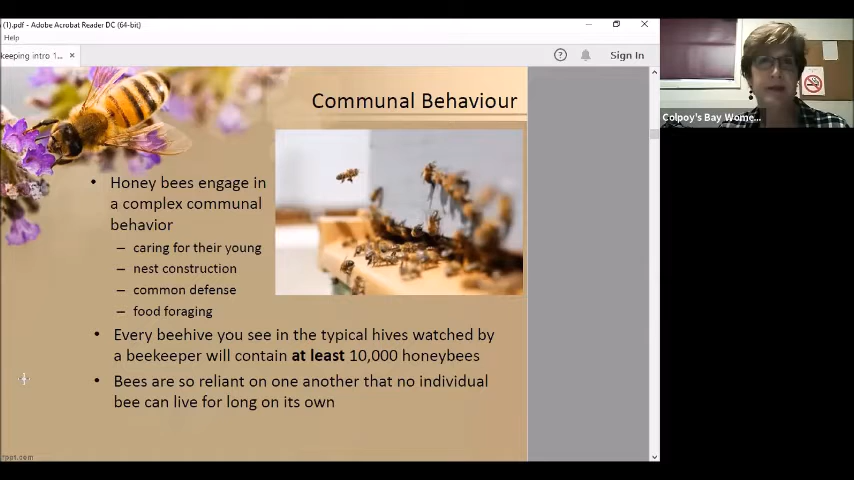 (1).pdf - Adobe Acrobat Reader DC (64-bit)
Help
keeping intro 1...
Sign In
Communal Behaviour
• Honey bees engage in
a complex communal
behavior
– caring for their young
– nest construction
– common defense
– food foraging
• Every beehive you see in the typical hives watched by
a beekeeper will contain at least 10,000 honeybees
• Bees are so reliant on one another that no individual
bee can live for long on its own
Colpoy's Bay Wome...